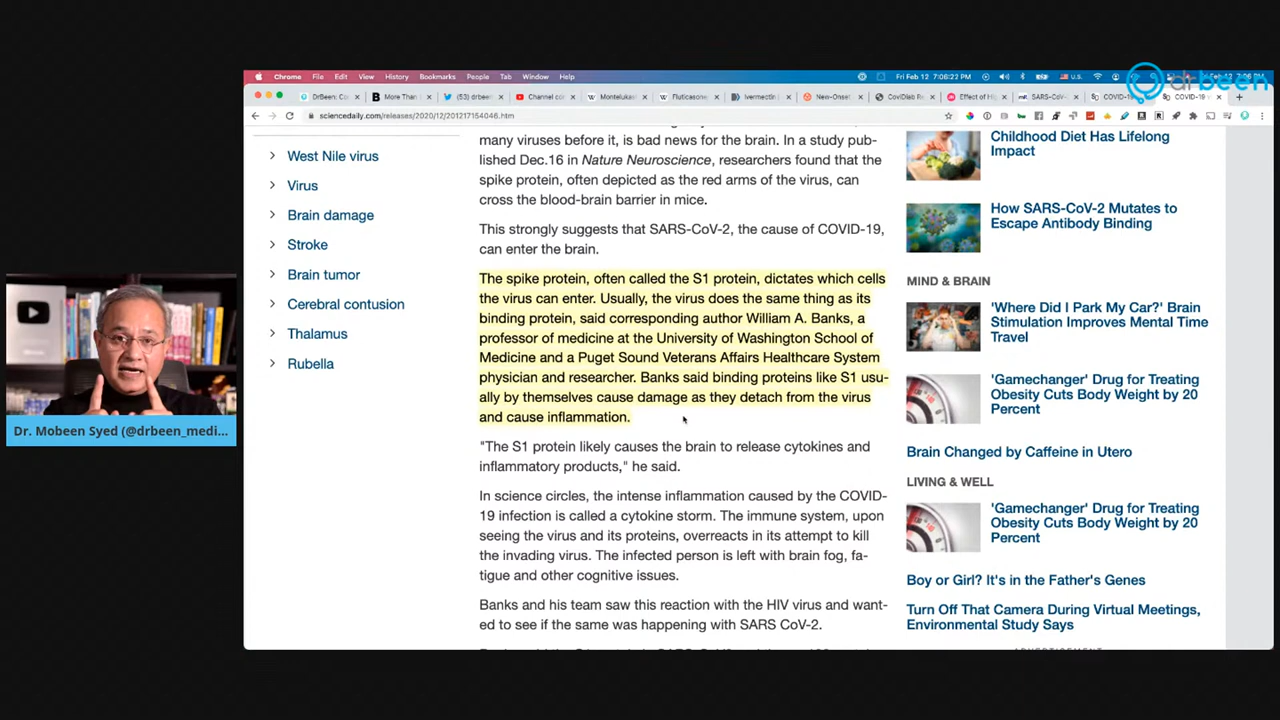 drbeen
Chrome File Edit View History Bookmarks People Tab Window Help
Fri Feb 12 7:06:22 PM
U.S.
DrBeen: Co
More Than
(53) drbeen
Channel co
Montelukas
Fluticasone
Ivermectin
New-Onset
CoviDiab R
Effect of Hi
SARS-CoV-
COVID-19
COVID-19 v
sciencedaily.com/releases/2020/12/201217154046.htm
West Nile virus
Virus
Brain damage
Stroke
Brain tumor
Cerebral contusion
Thalamus
Rubella
many viruses before it, is bad news for the brain. In a study pub-
lished Dec.16 in Nature Neuroscience, researchers found that the
spike protein, often depicted as the red arms of the virus, can
cross the blood-brain barrier in mice.
This strongly suggests that SARS-CoV-2, the cause of COVID-19,
can enter the brain.
The spike protein, often called the S1 protein, dictates which cells
the virus can enter. Usually, the virus does the same thing as its
binding protein, said corresponding author William A. Banks, a
professor of medicine at the University of Washington School of
Medicine and a Puget Sound Veterans Affairs Healthcare System
physician and researcher. Banks said binding proteins like S1 usu-
ally by themselves cause damage as they detach from the virus
and cause inflammation.
"The S1 protein likely causes the brain to release cytokines and
inflammatory products," he said.
In science circles, the intense inflammation caused by the COVID-
19 infection is called a cytokine storm. The immune system, upon
seeing the virus and its proteins, overreacts in its attempt to kill
the invading virus. The infected person is left with brain fog, fa-
tigue and other cognitive issues.
Banks and his team saw this reaction with the HIV virus and want-
ed to see if the same was happening with SARS CoV-2.
Childhood Diet Has Lifelong
Impact
How SARS-CoV-2 Mutates to
Escape Antibody Binding
MIND & BRAIN
'Where Did I Park My Car?' Brain
Stimulation Improves Mental Time
Travel
'Gamechanger' Drug for Treating
Obesity Cuts Body Weight by 20
Percent
Brain Changed by Caffeine in Utero
LIVING & WELL
'Gamechanger' Drug for Treating
Obesity Cuts Body Weight by 20
Percent
Boy or Girl? It's in the Father's Genes
Turn Off That Camera During Virtual Meetings,
Environmental Study Says
Dr. Mobeen Syed (@drbeen_medi...